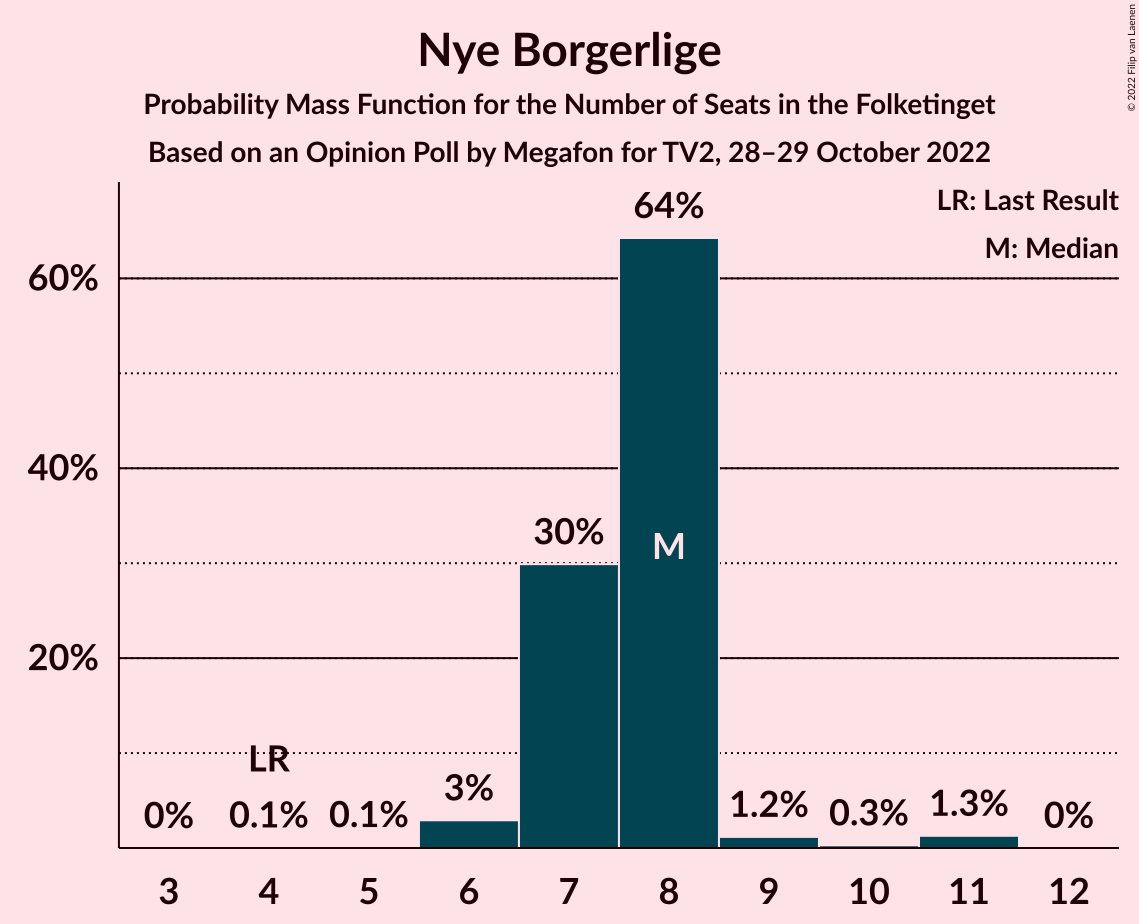 Nye Borgerlige
Probability Mass Function for the Number of Seats in the Folketinget
Based on an Opinion Poll by Megafon for TV2, 28–29 October 2022
© 2022 Filip van Laenen
LR: Last Result
M: Median
60%
40%
20%
0%
LR
0.1%
0.1%
3%
30%
64%
M
1.2%
0.3%
1.3%
0%
3 4 5 6 7 8 9 10 11 12